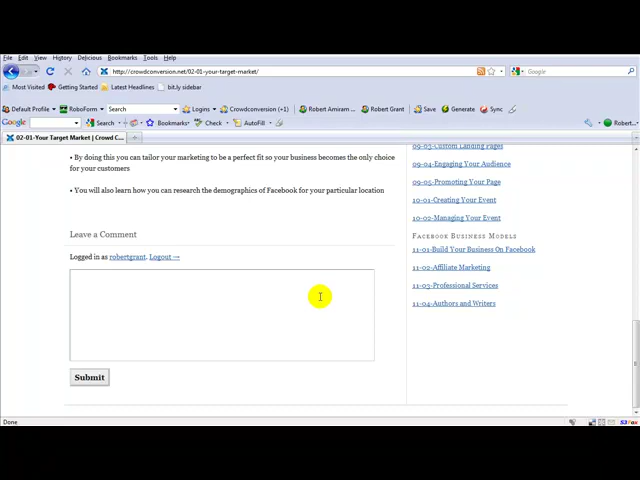 File Edit View History Delicious Bookmarks Tools Help
http://crowdconversion.net/02-01-your-target-market/
Google
Most Visited Getting Started Latest Headlines bit.ly sidebar
Default Profile RoboForm Search Logins Crowdconversion (+1) Robert Amiram... Robert Grant Save Generate Sync
Google Search Bookmarks Check AutoFill Robert...
02-01-Your Target Market | Crowd C...
• By doing this you can tailor your marketing to be a perfect fit so your business becomes the only choice
for your customers
• You will also learn how you can research the demographics of Facebook for your particular location
Leave a Comment
Logged in as robertgrant. Logout →
Submit
09-03-Custom Landing Pages
09-04-Engaging Your Audience
09-05-Promoting Your Page
10-01-Creating Your Event
10-02-Managing Your Event
Facebook Business Models
11-01-Build Your Business On Facebook
11-02-Affiliate Marketing
11-03-Professional Services
11-04-Authors and Writers
Done